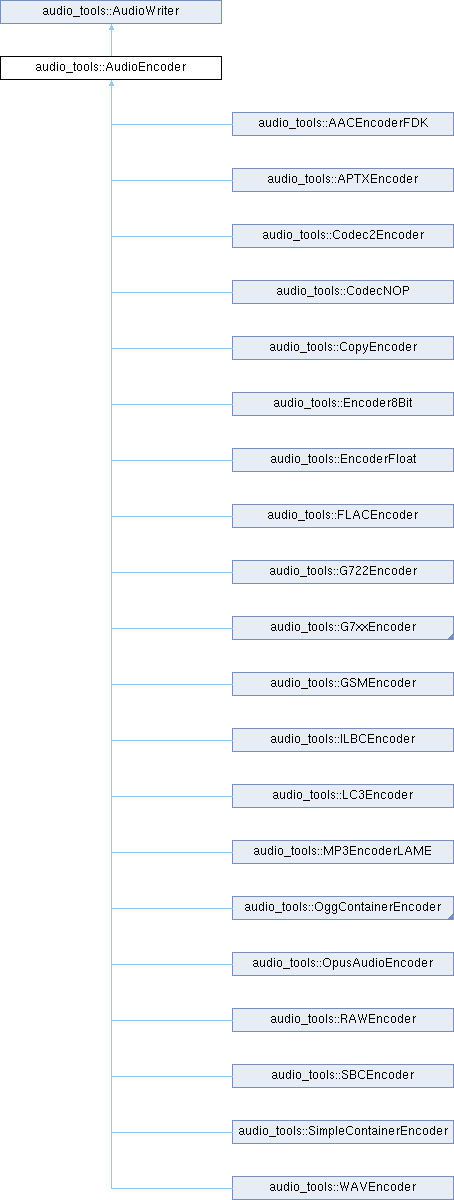 audio_tools::AudioWriter
audio_tools::AudioEncoder
audio_tools::AACEncoderFDK
audio_tools::APTXEncoder
audio_tools::Codec2Encoder
audio_tools::CodecNOP
audio_tools::CopyEncoder
audio_tools::Encoder8Bit
audio_tools::EncoderFloat
audio_tools::FLACEncoder
audio_tools::G722Encoder
audio_tools::G7xxEncoder
audio_tools::GSMEncoder
audio_tools::ILBCEncoder
audio_tools::LC3Encoder
audio_tools::MP3EncoderLAME
audio_tools::OggContainerEncoder
audio_tools::OpusAudioEncoder
audio_tools::RAWEncoder
audio_tools::SBCEncoder
audio_tools::SimpleContainerEncoder
audio_tools::WAVEncoder